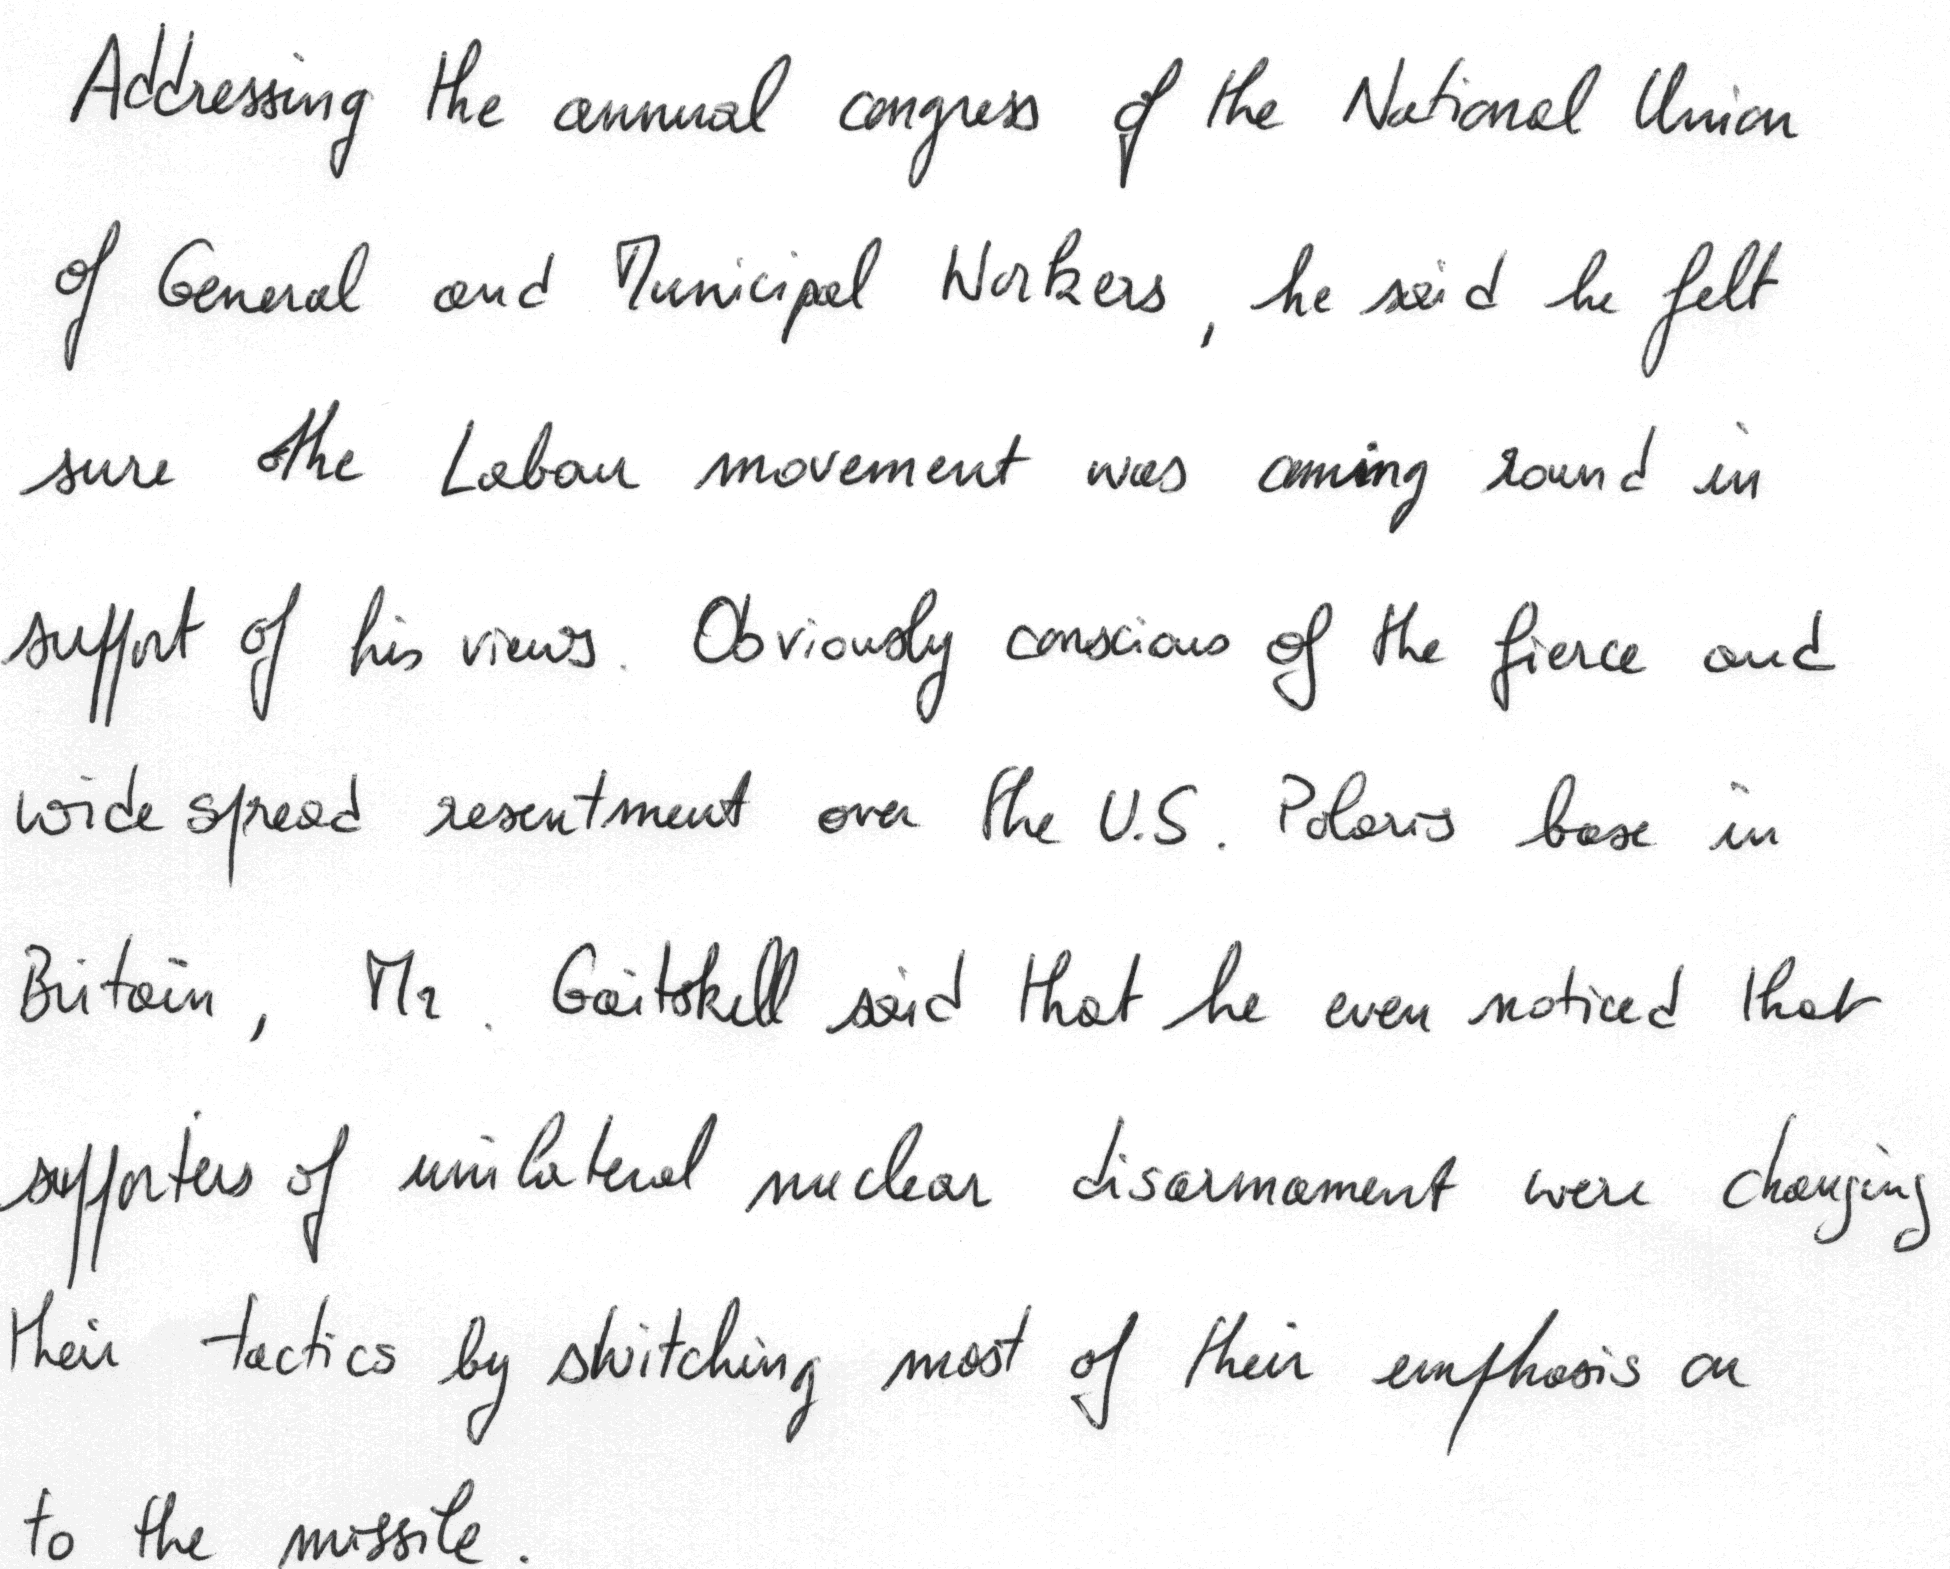 Addressing the annual congress of the National Union
of General and Municipal Workers, he said he felt
sure the Labour movement was coming round in
support of his views. Obviously conscious of the fierce and
widespread resentment over the U.S. Polaris base in
Britain, Mr. Gaitskell said that he even noticed that
supporters of unilateral nuclear disarmament were changing
their tactics by switching most of their emphasis on
to the missile.